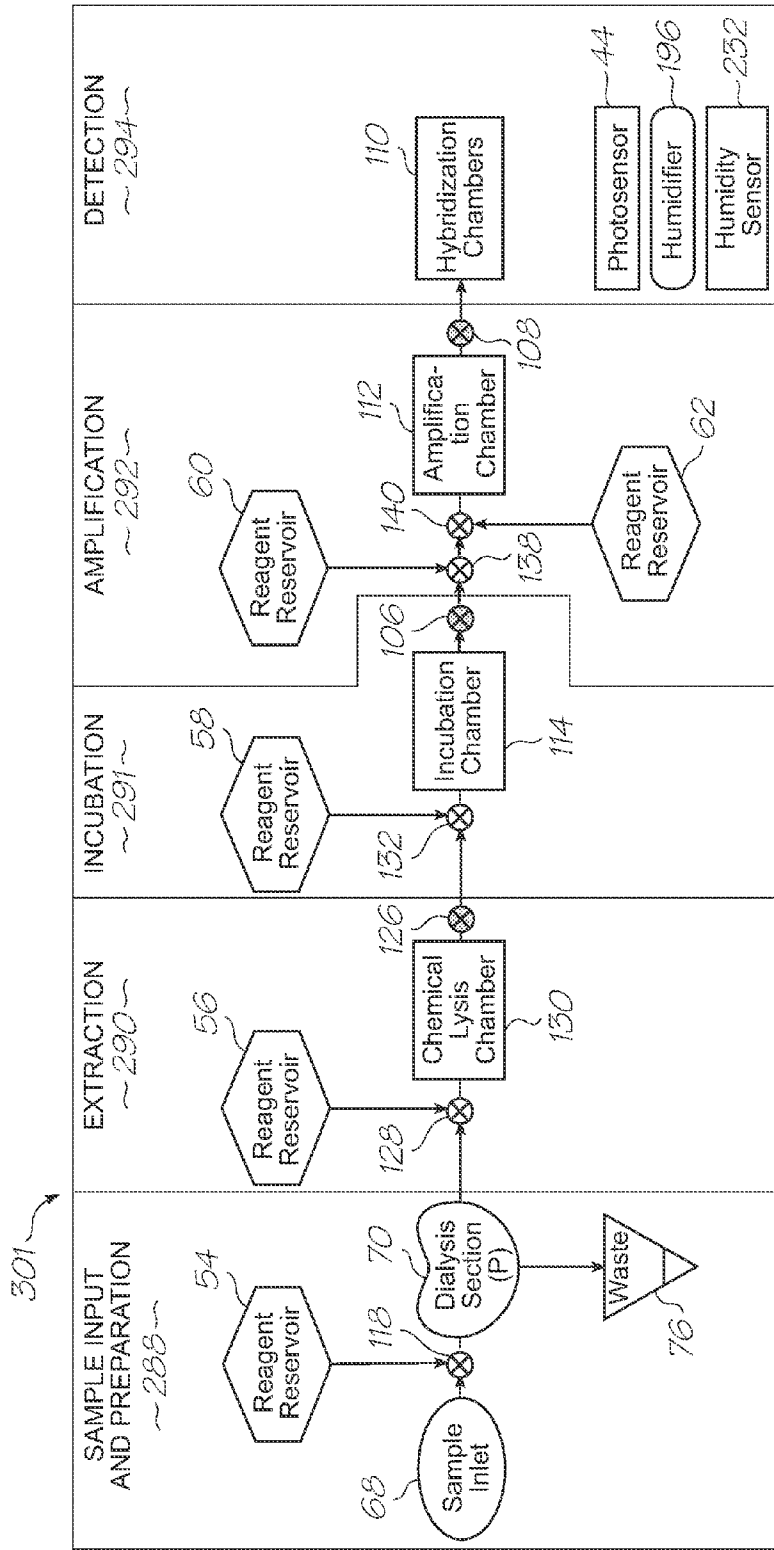 301
SAMPLE INPUT
AND PREPARATION
~288~
54
Reagent
Reservoir
68
Sample
Inlet
118
70
Dialysis
Section
(P)
Waste
76
EXTRACTION
~290~
56
Reagent
Reservoir
128
Chemical
Lysis
Chamber
130
126
INCUBATION
~291~
58
Reagent
Reservoir
132
Incubation
Chamber
114
106
AMPLIFICATION
~292~
60
Reagent
Reservoir
138
140
112
Amplifica-
tion
Chamber
108
Reagent
Reservoir
62
DETECTION
~294~
Hybridization
Chambers
110
Photosensor
44
Humidifier
196
Humidity
Sensor
232